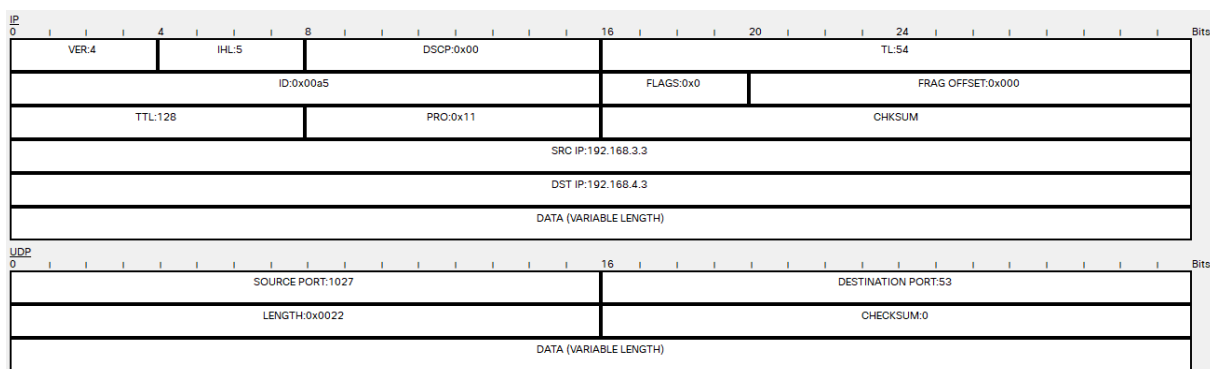 IP
0 4 8 16 20 24 Bits
VER:4 IHL:5 DSCP:0x00 TL:54
ID:0x00a5 FLAGS:0x0 FRAG OFFSET:0x000
TTL:128 PRO:0x11 CHKSUM
SRC IP:192.168.3.3
DST IP:192.168.4.3
DATA (VARIABLE LENGTH)
UDP
0 16 Bits
SOURCE PORT:1027 DESTINATION PORT:53
LENGTH:0x0022 CHECKSUM:0
DATA (VARIABLE LENGTH)